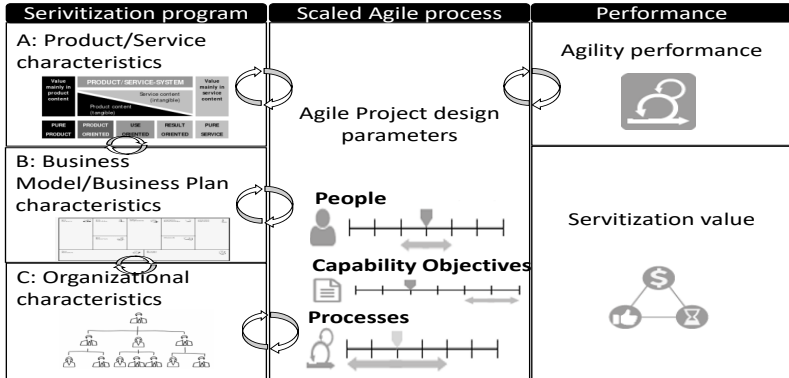 Serivitization program
Scaled Agile process
Performance
A: Product/Service
characteristics
Value
mainly in
product
content
PRODUCT/SERVICE-SYSTEM
Value
mainly in
service
content
Service content
(intangible)
Product content
(tangible)
PURE
PRODUCT
PRODUCT
ORIENTED
USE
ORIENTED
RESULT
ORIENTED
PURE
SERVICE
B: Business
Model/Business Plan
characteristics
C: Organizational
characteristics
Agile Project design
parameters
People
Capability Objectives
Processes
Agility performance
Servitization value
$